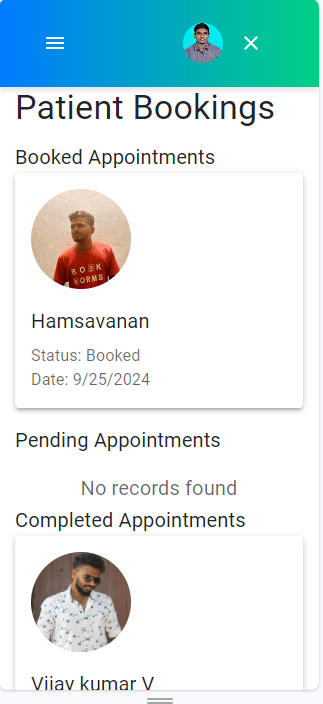 Patient Bookings
Booked Appointments
BOOK
WORMS
Hamsavanan
Status: Booked
Date: 9/25/2024
Pending Appointments
No records found
Completed Appointments
Vijay kumar V